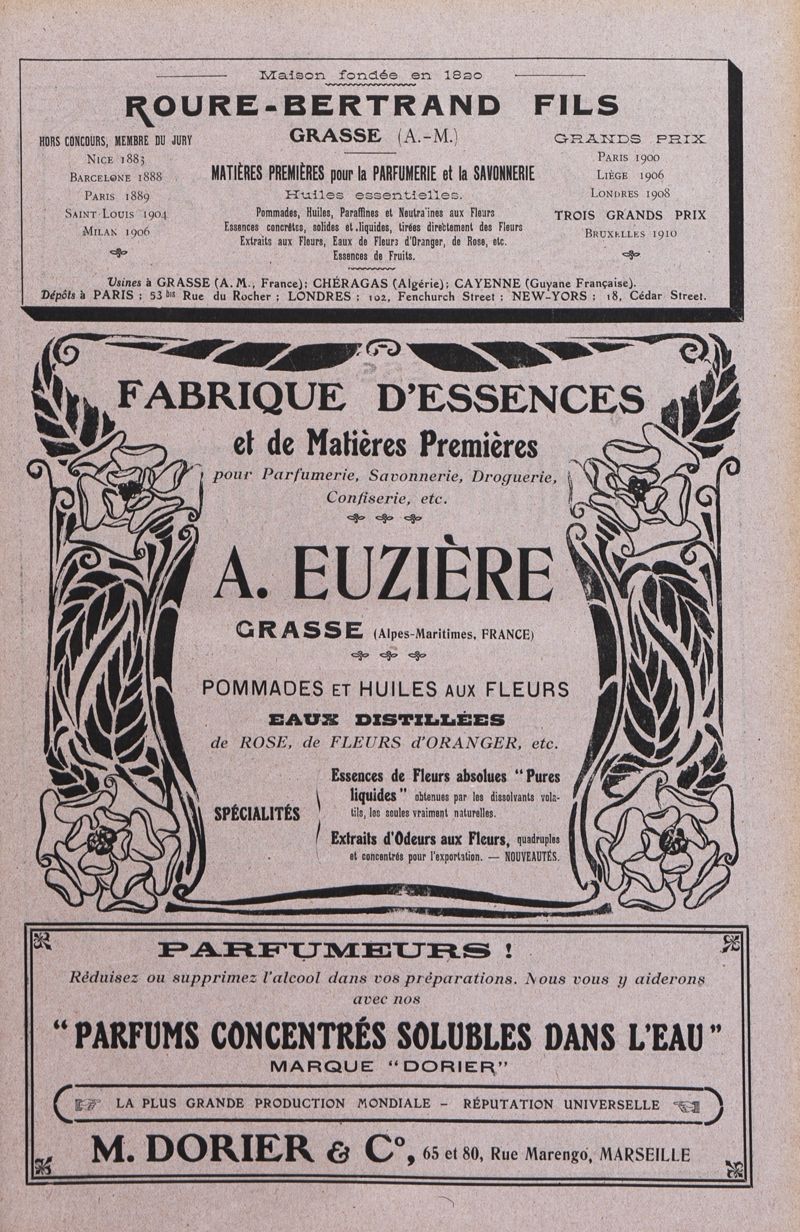 Maison fondée en 1820
ROURE-BERTRAND FILS
GRASSE (A.-M.)
HORS CONCOURS, MEMBRE DU JURY
NICE 1883
BARCELONE 1888
PARIS 1889
SAINT LOUIS 1904
MILAN 1906
MATIÈRES PREMIÈRES pour la PARFUMERIE et la SAVONNERIE
Huiles essentielles.
Pommades, Huiles, Paraffines et Neutralnes aux Fleurs
Essences concrètes, solides et liquides, tirées directement des Fleurs
Extraits aux Fleurs, Eaux de Fleurs d'Oranger, de Rose, etc.
Essences de Fruits.
GRANDS PRIX
PARIS 1900
LIÈGE 1906
LONDRES 1908
TROIS GRANDS PRIX
BRUXELLES 1910
Usines à GRASSE (A.M., France); CHÉRAGAS (Algérie); CAYENNE (Guyane Française).
Dépôts à PARIS : 53 bis Rue du Rocher ; LONDRES : 102, Fenchurch Street ; NEW-YORS : 18, Cédar Street.
FABRIQUE D'ESSENCES
et de Matières Premières
pour Parfumerie, Savonnerie, Droguerie,
Confiserie, etc.
A. EUZIÈRE
GRASSE (Alpes-Maritimes, FRANCE)
POMMADES ET HUILES AUX FLEURS
EAUX DISTILLÉES
de ROSE, de FLEURS d'ORANGER, etc.
SPÉCIALITÉS
Essences de Fleurs absolues "Pures
liquides" obtenues par les dissolvants vola-
tils, les seules vraiment naturelles.
Extraits d'Odeurs aux Fleurs, quadruples
et concentrés pour l'exportation. — NOUVEAUTÉS.
PARFUMEURS !
Réduisez ou supprimez l'alcool dans vos préparations. Nous vous y aiderons
avec nos
"PARFUMS CONCENTRÉS SOLUBLES DANS L'EAU"
MARQUE "DORIER"
LA PLUS GRANDE PRODUCTION MONDIALE - RÉPUTATION UNIVERSELLE
M. DORIER & Co, 65 et 80, Rue Marengo, MARSEILLE